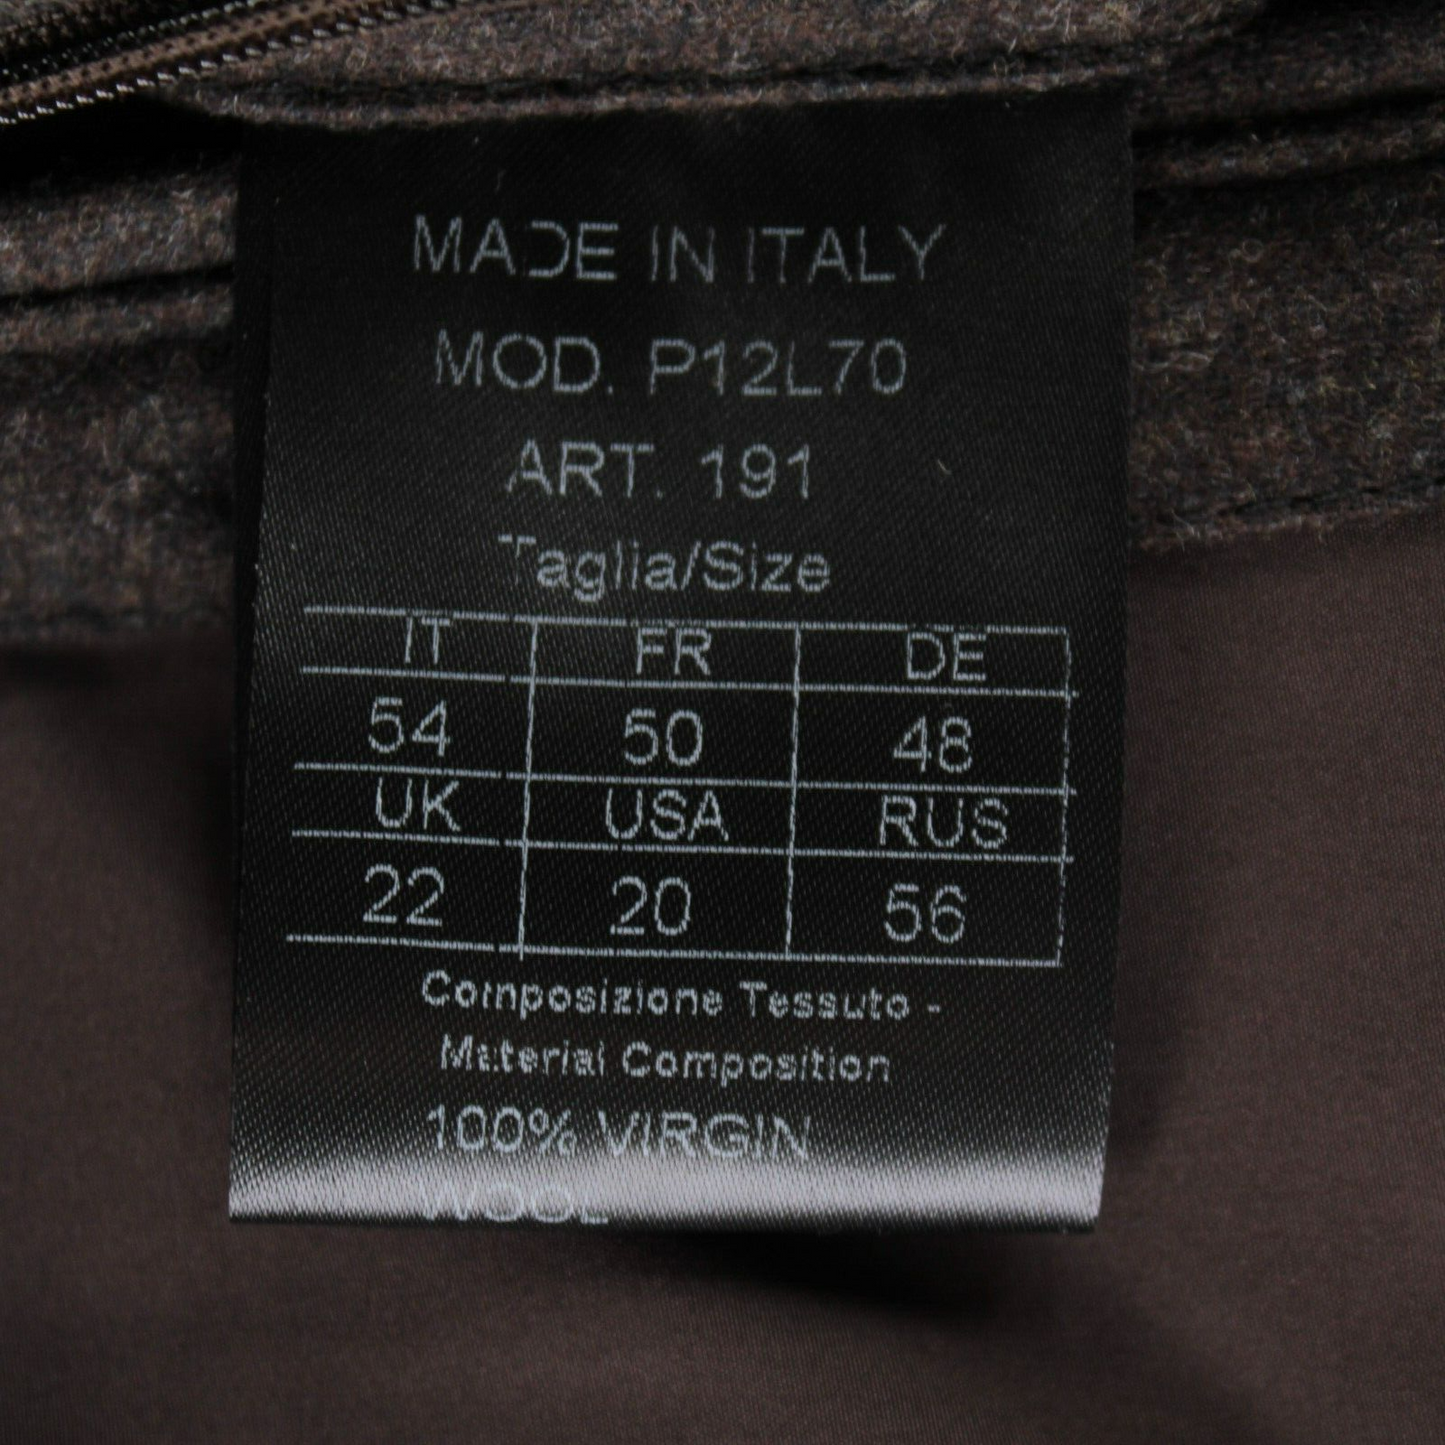 MADE IN ITALY
MOD. P12L70
ART. 191
Taglia/Size
IT FR DE
54 50 48
UK USA RUS
22 20 56
Composizione Tessuto -
Material Composition
100% VIRGIN
WOOL